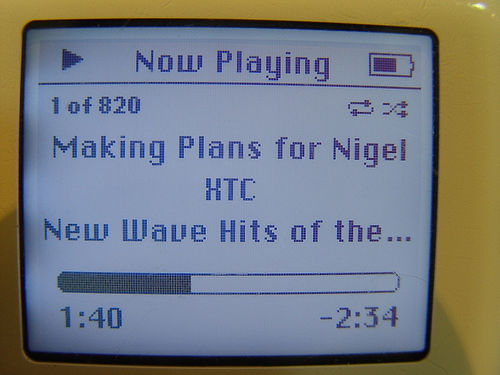 Now Playing
1 of 820
Making Plans for Nigel
XTC
New Wave Hits of the...
1:40 -2:34